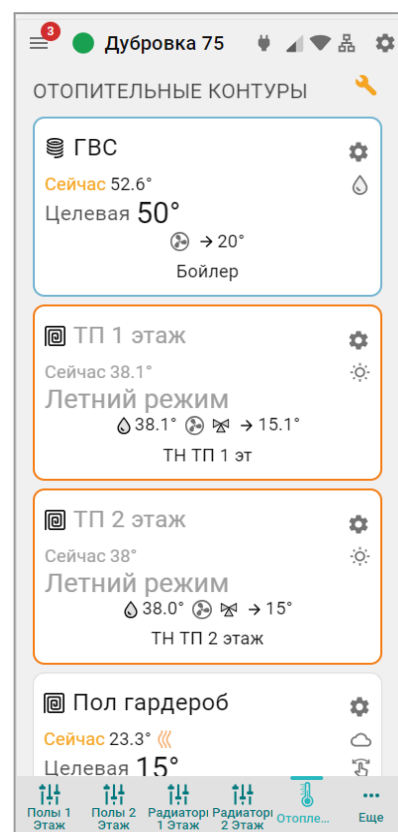 3
Дубровка 75
ОТОПИТЕЛЬНЫЕ КОНТУРЫ
ГВС
Сейчас 52.6°
Целевая 50°
→ 20°
Бойлер
ТП 1 этаж
Сейчас 38.1°
Летний режим
38.1° → 15.1°
ТН ТП 1 эт
ТП 2 этаж
Сейчас 38°
Летний режим
38.0° → 15°
ТН ТП 2 этаж
Пол гардероб
Сейчас 23.3°
Целевая 15°
Полы 1 Этаж
Полы 2 Этаж
Радиаторы 1 Этаж
Радиаторы 2 Этаж
Отопле...
Еще